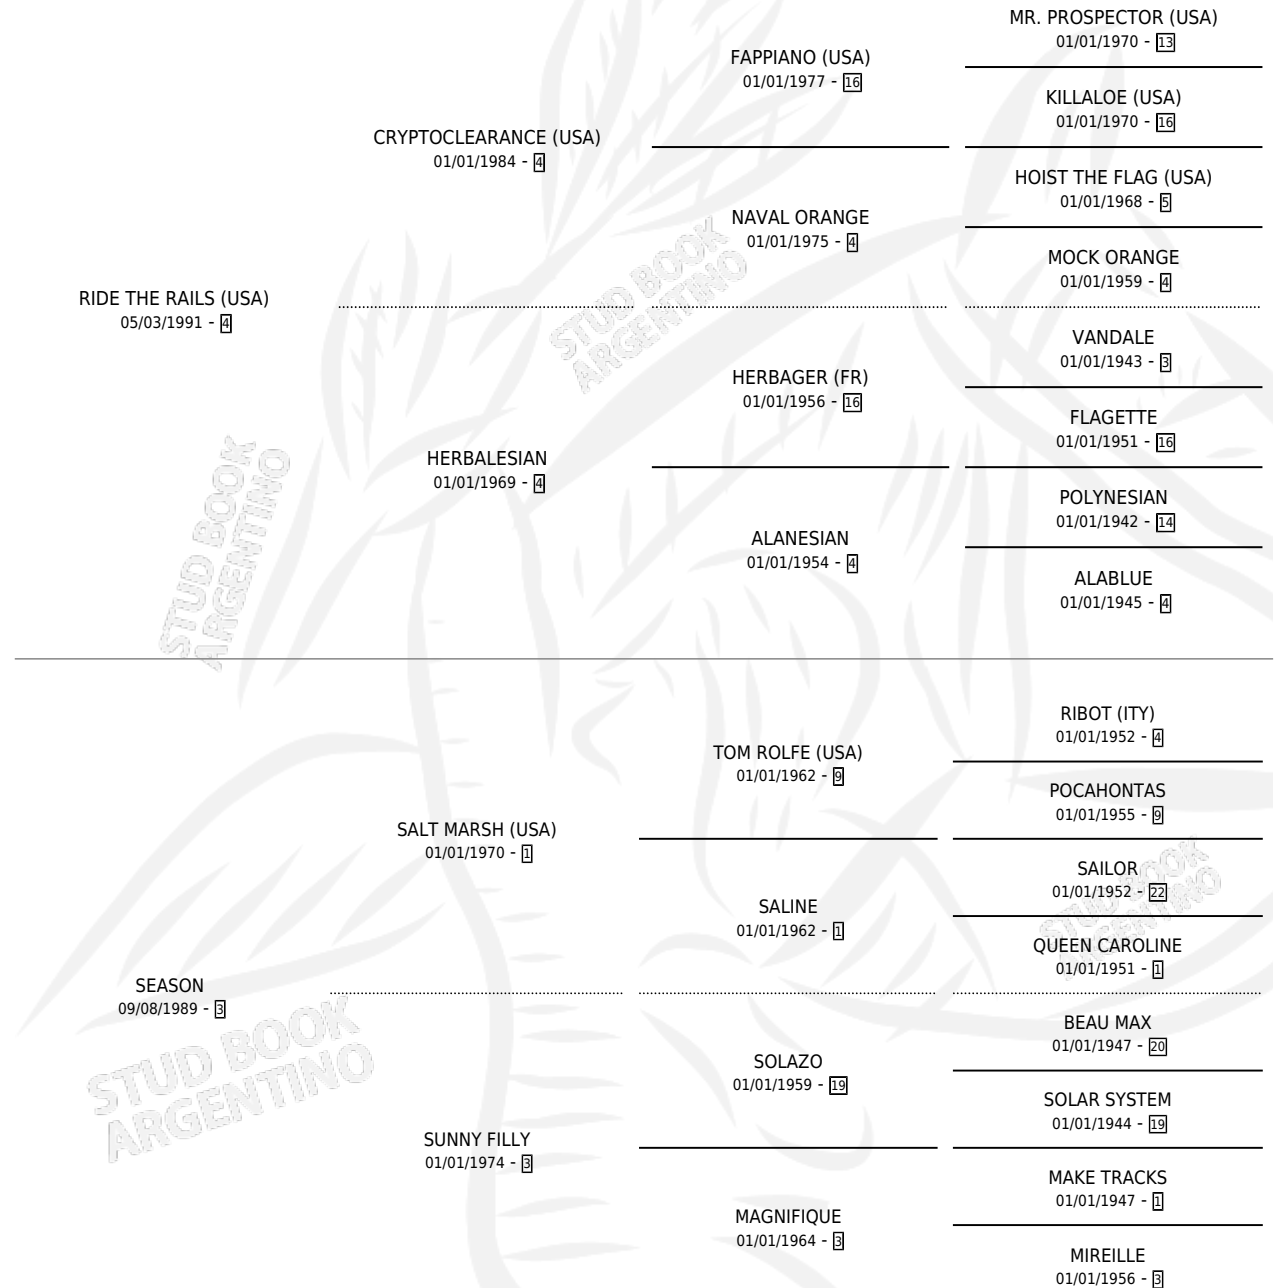 MR. PROSPECTOR (USA)
01/01/1970 - 13
FAPPIANO (USA)
01/01/1977 - 16
KILLALOE (USA)
01/01/1970 - 16
CRYPTOCLEARANCE (USA)
01/01/1984 - 4
HOIST THE FLAG (USA)
01/01/1968 - 5
NAVAL ORANGE
01/01/1975 - 4
MOCK ORANGE
01/01/1959 - 4
RIDE THE RAILS (USA)
05/03/1991 - 4
STUD BOOK
ARGENTINO
VANDALE
01/01/1943 - 3
HERBAGER (FR)
01/01/1956 - 16
FLAGETTE
01/01/1951 - 16
HERBALESIAN
01/01/1969 - 4
POLYNESIAN
01/01/1942 - 14
ALANESIAN
01/01/1954 - 4
ALABLUE
01/01/1945 - 4
STUD BOOK
ARGENTINO
RIBOT (ITY)
01/01/1952 - 4
TOM ROLFE (USA)
01/01/1962 - 9
POCAHONTAS
01/01/1955 - 9
SALT MARSH (USA)
01/01/1970 - 1
SAILOR
01/01/1952 - 22
STUD BOOK
ARGENTINO
SALINE
01/01/1962 - 1
QUEEN CAROLINE
01/01/1951 - 1
SEASON
09/08/1989 - 3
STUD BOOK
ARGENTINO
BEAU MAX
01/01/1947 - 20
SOLAZO
01/01/1959 - 19
SOLAR SYSTEM
01/01/1944 - 19
SUNNY FILLY
01/01/1974 - 3
MAKE TRACKS
01/01/1947 - 1
MAGNIFIQUE
01/01/1964 - 3
MIREILLE
01/01/1956 - 3